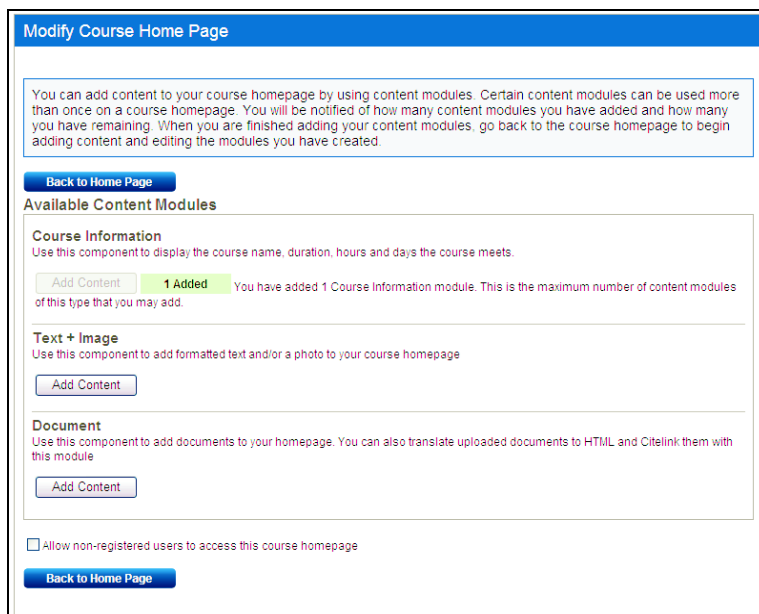 Modify Course Home Page
You can add content to your course homepage by using content modules. Certain content modules can be used more
than once on a course homepage. You will be notified of how many content modules you have added and how many
you have remaining. When you are finished adding your content modules, go back to the course homepage to begin
adding content and editing the modules you have created.
Back to Home Page
Available Content Modules
Course Information
Use this component to display the course name, duration, hours and days the course meets.
Add Content 1 Added You have added 1 Course Information module. This is the maximum number of content modules
of this type that you may add.
Text + Image
Use this component to add formatted text and/or a photo to your course homepage
Add Content
Document
Use this component to add documents to your homepage. You can also translate uploaded documents to HTML and Citelink them with
this module
Add Content
Allow non-registered users to access this course homepage
Back to Home Page